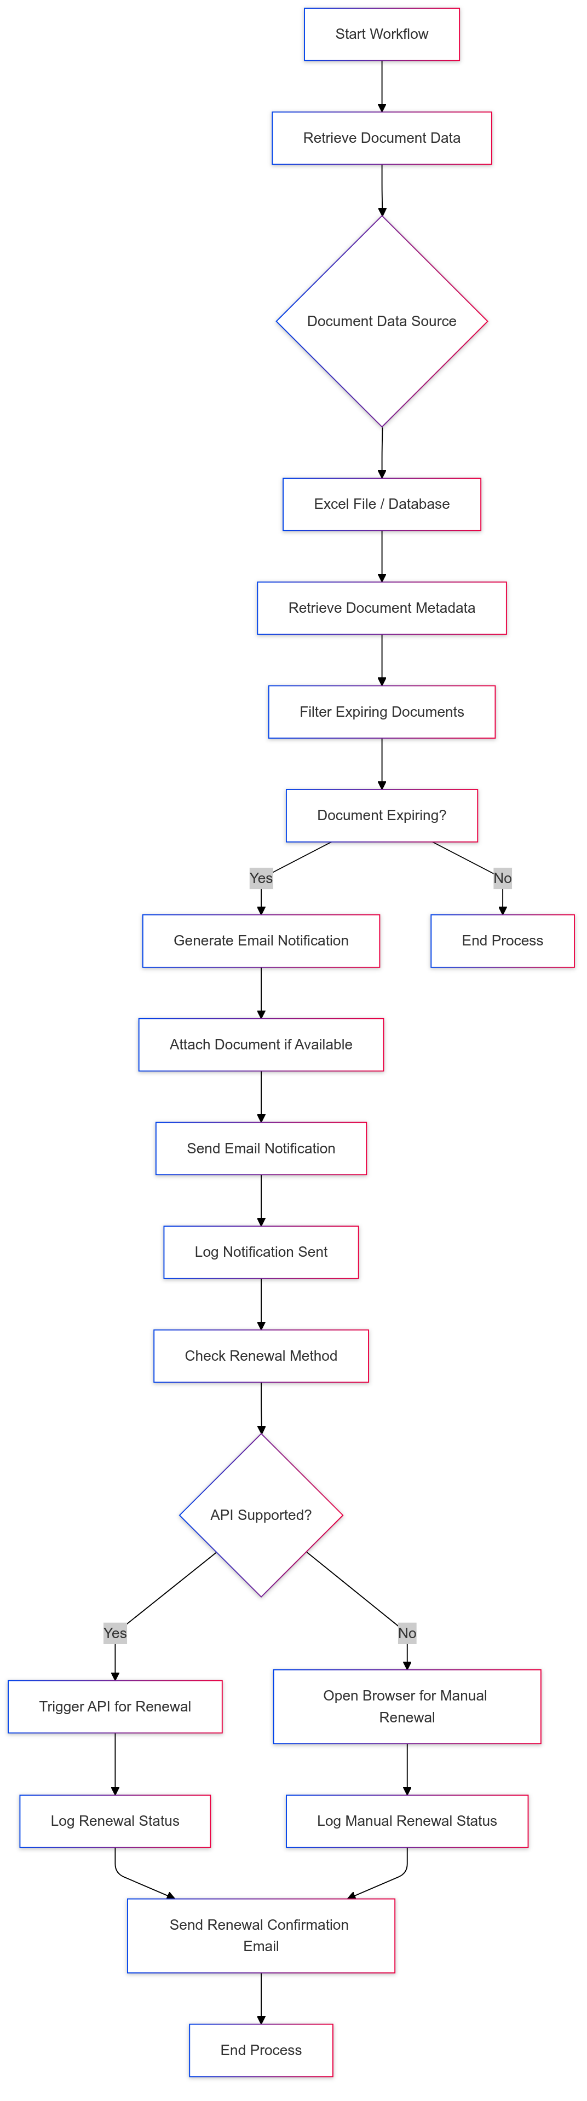 Start Workflow
Retrieve Document Data
Document Data Source
Excel File / Database
Retrieve Document Metadata
Filter Expiring Documents
Document Expiring?
Yes
No
Generate Email Notification
End Process
Attach Document if Available
Send Email Notification
Log Notification Sent
Check Renewal Method
API Supported?
Yes
No
Trigger API for Renewal
Open Browser for Manual
Renewal
Log Renewal Status
Log Manual Renewal Status
Send Renewal Confirmation
Email
End Process